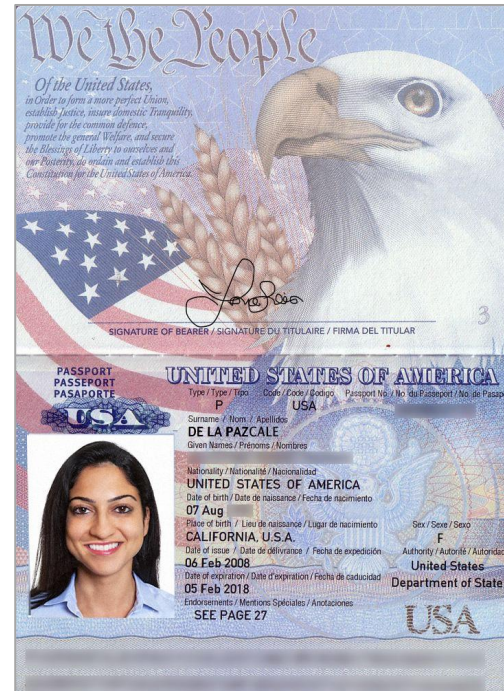 We the People
Of the United States,
in Order to form a more perfect Union,
establish Justice, insure domestic Tranquility,
provide for the common defence,
promote the general Welfare, and secure
the Blessings of Liberty to ourselves and
our Posterity, do ordain and establish this
Constitution for the United States of America.
3
SIGNATURE OF BEARER / SIGNATURE DU TITULAIRE / FIRMA DEL TITULAR
PASSPORT
PASSEPORT
PASAPORTE
USA
UNITED STATES OF AMERICA
Type / Type / Tipo Code / Code / Codigo Passport No. / No. du Passeport / No. de Pasap
P USA
Surname / Nom / Apellidos
DE LA PAZCALE
Given Names / Prénoms / Nombres
Nationality / Nationalité / Nacionalidad
UNITED STATES OF AMERICA
Date of birth / Date de naissance / Fecha de nacimiento
07 Aug
Place of birth / Lieu de naissance / Lugar de nacimiento Sex / Sexe / Sexo
CALIFORNIA, U.S.A. F
Date of issue / Date de délivrance / Fecha de expedición Authority / Autorité / Autoridad
06 Feb 2008 United States
Date of expiration / Date d'expiration / Fecha de caducidad Department of State
05 Feb 2018
Endorsements / Mentions Spéciales / Anotaciones
SEE PAGE 27
USA